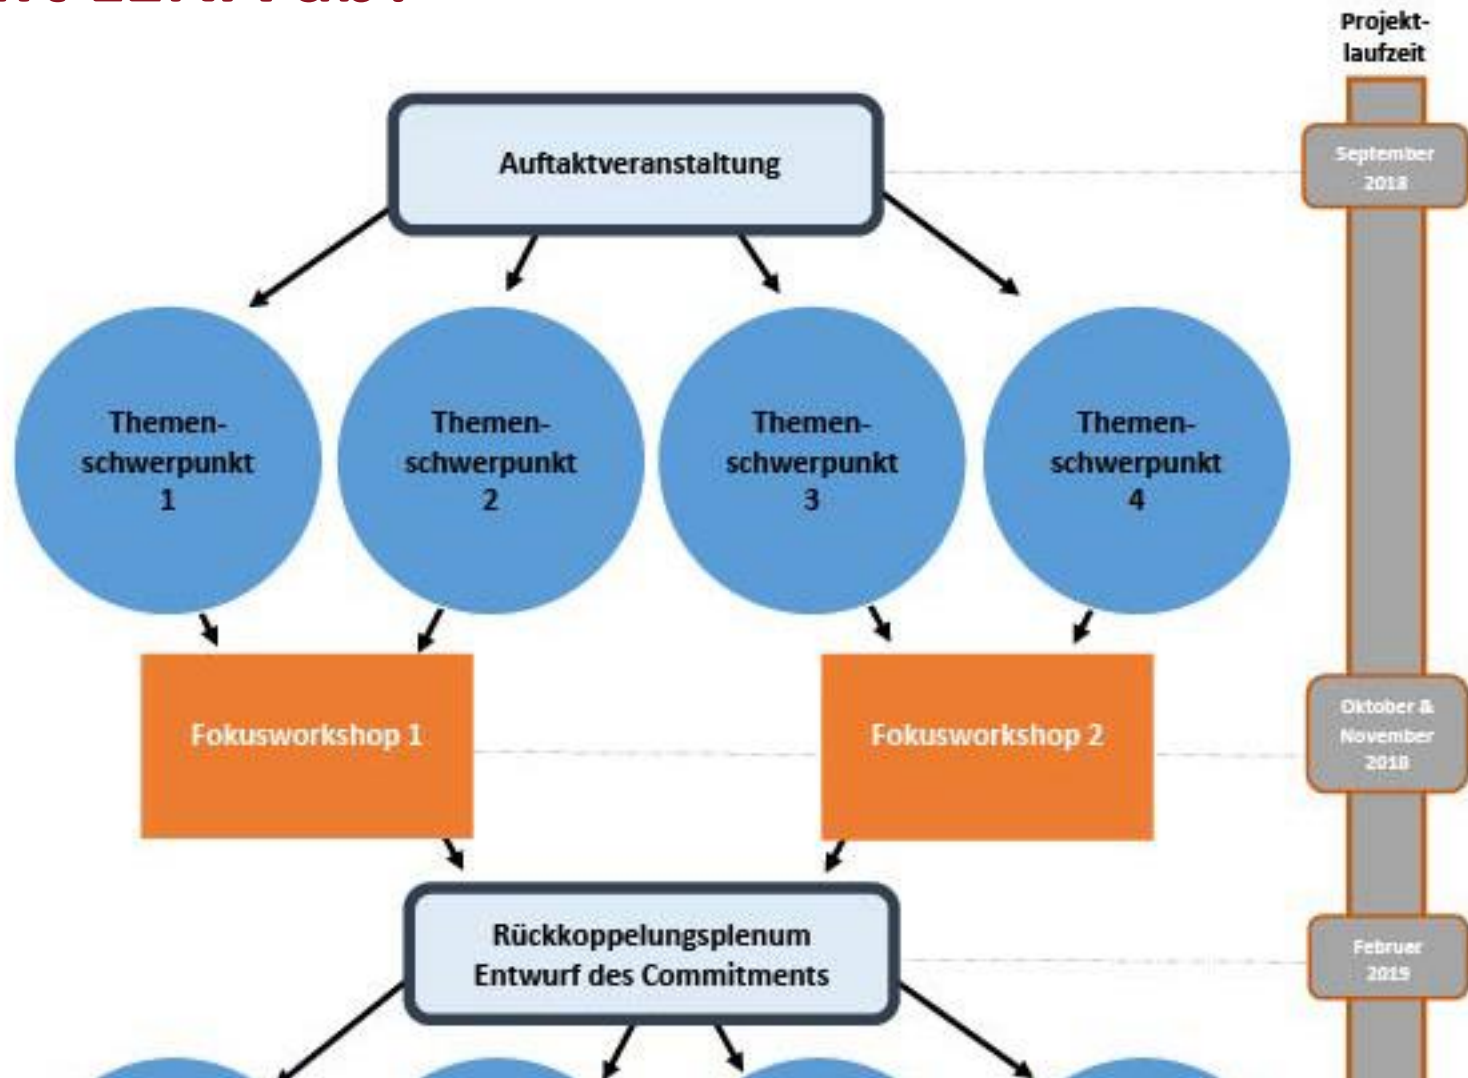 Projekt-
laufzeit
Auftaktveranstaltung
September
2018
Themen-
schwerpunkt
1
Themen-
schwerpunkt
2
Themen-
schwerpunkt
3
Themen-
schwerpunkt
4
Fokusworkshop 1
Fokusworkshop 2
Oktober &
November
2018
Rückkoppelungsplenum
Entwurf des Commitments
Februar
2019